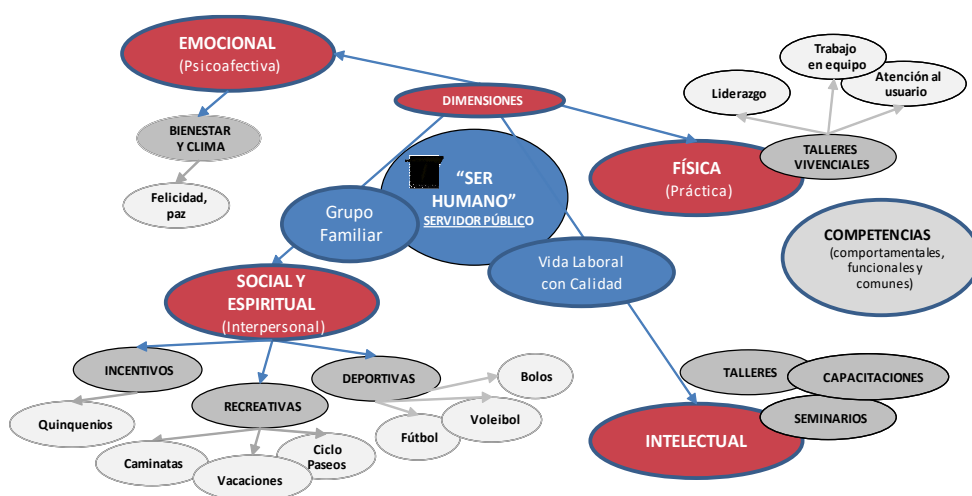 EMOCIONAL
(Psicoafectiva)
DIMENSIONES
Trabajo
en equipo
Liderazgo
Atención al
usuario
BIENESTAR
Y CLIMA
TALLERES
VIVENCIALES
FÍSICA
(Práctica)
Felicidad,
paz
"SER
HUMANO"
SERVIDOR PÚBLICO
Grupo
Familiar
COMPETENCIAS
(comportamentales,
funcionales y
comunes)
Vida Laboral
con Calidad
SOCIAL Y
ESPIRITUAL
(Interpersonal)
INCENTIVOS
DEPORTIVAS
Bolos
TALLERES
CAPACITACIONES
RECREATIVAS
Quinquenios
Voleibol
SEMINARIOS
Fútbol
INTELECTUAL
Ciclo
Paseos
Caminatas
Vacaciones